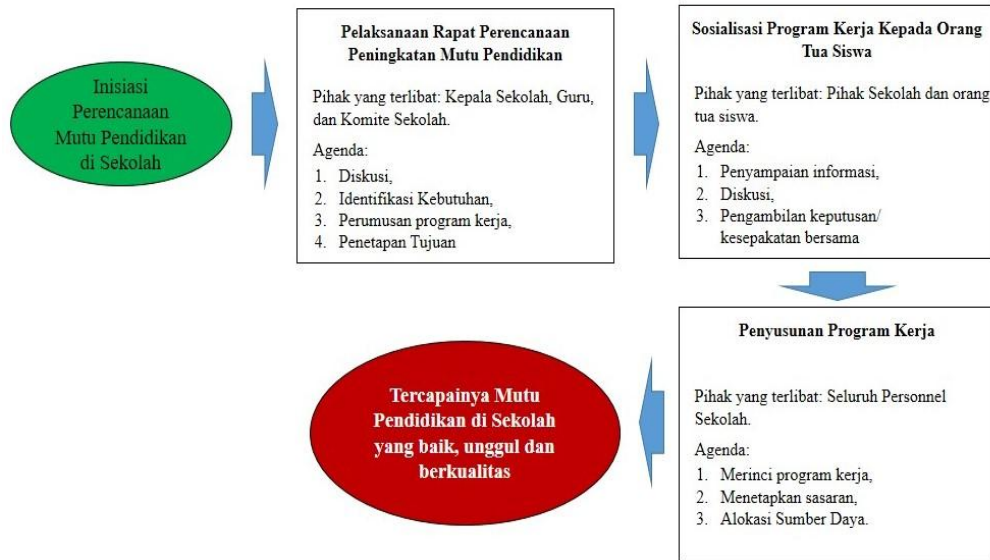 Inisiasi
Perencanaan
Mutu Pendidikan
di Sekolah
Pelaksanaan Rapat Perencanaan
Peningkatan Mutu Pendidikan
Pihak yang terlibat: Kepala Sekolah, Guru,
dan Komite Sekolah.
Agenda:
1. Diskusi,
2. Identifikasi Kebutuhan,
3. Perumusan program kerja,
4. Penetapan Tujuan
Sosialisasi Program Kerja Kepada Orang
Tua Siswa
Pihak yang terlibat: Pihak Sekolah dan orang
tua siswa.
Agenda:
1. Penyampaian informasi,
2. Diskusi,
3. Pengambilan keputusan/
kesepakatan bersama
Penyusunan Program Kerja
Pihak yang terlibat: Seluruh Personnel
Sekolah.
Agenda:
1. Merinci program kerja,
2. Menetapkan sasaran,
3. Alokasi Sumber Daya.
Tercapainya Mutu
Pendidikan di Sekolah
yang baik, unggul dan
berkualitas